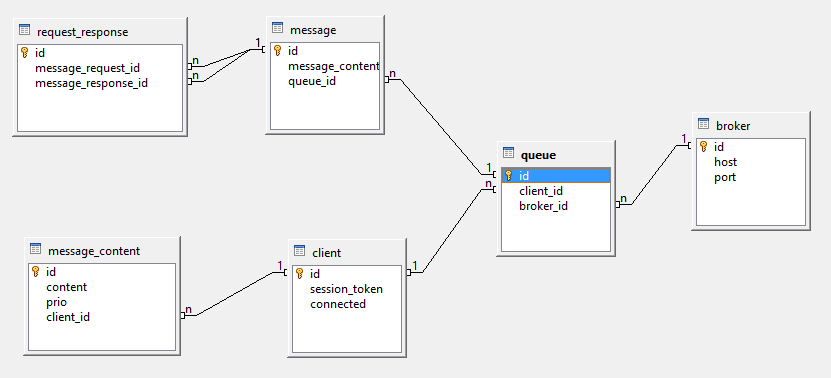 request_response
id
message_request_id
message_response_id
n
n
1
message
id
message_content
queue_id
n
1
n
queue
id
client_id
broker_id
n
1
broker
id
host
port
message_content
id
content
prio
client_id
n
1
client
id
session_token
connected
1